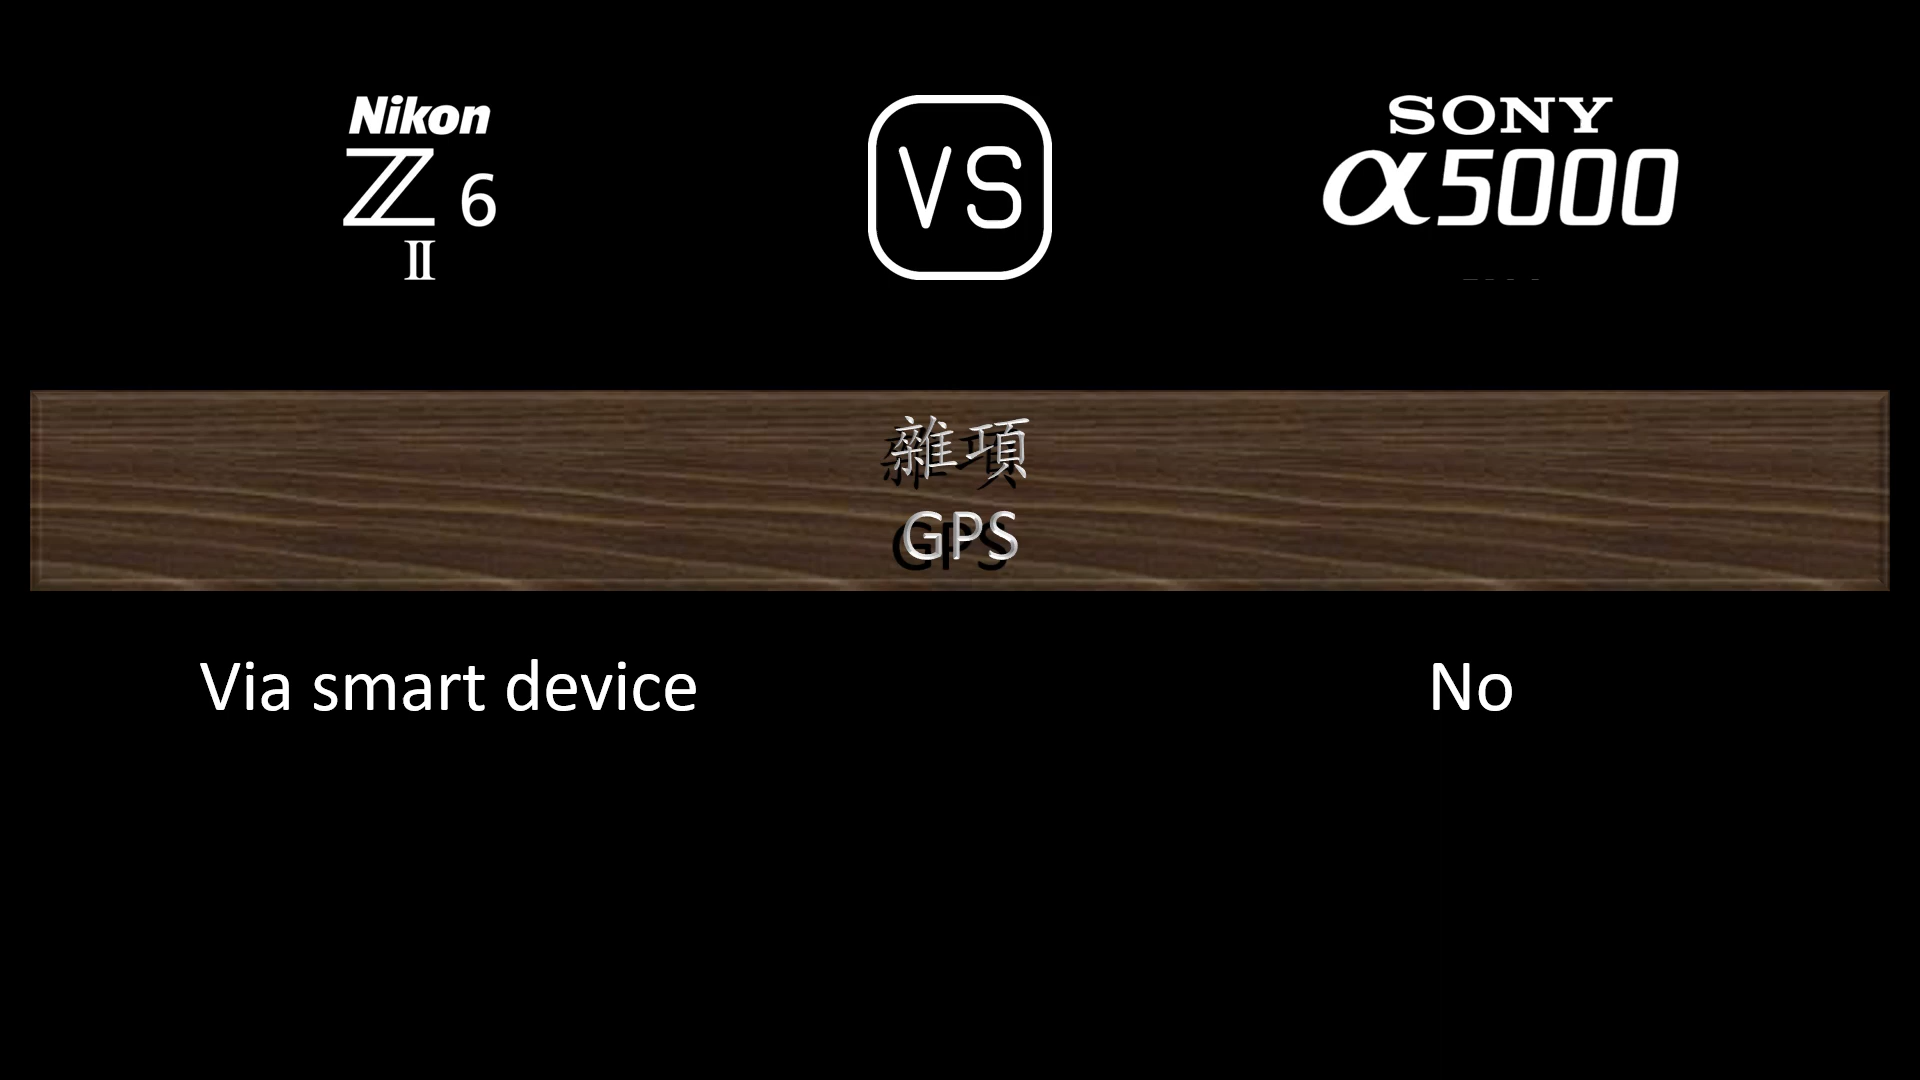 Nikon
Z 6
II
VS
SONY
α5000
雜項
GPS
Via smart device
No